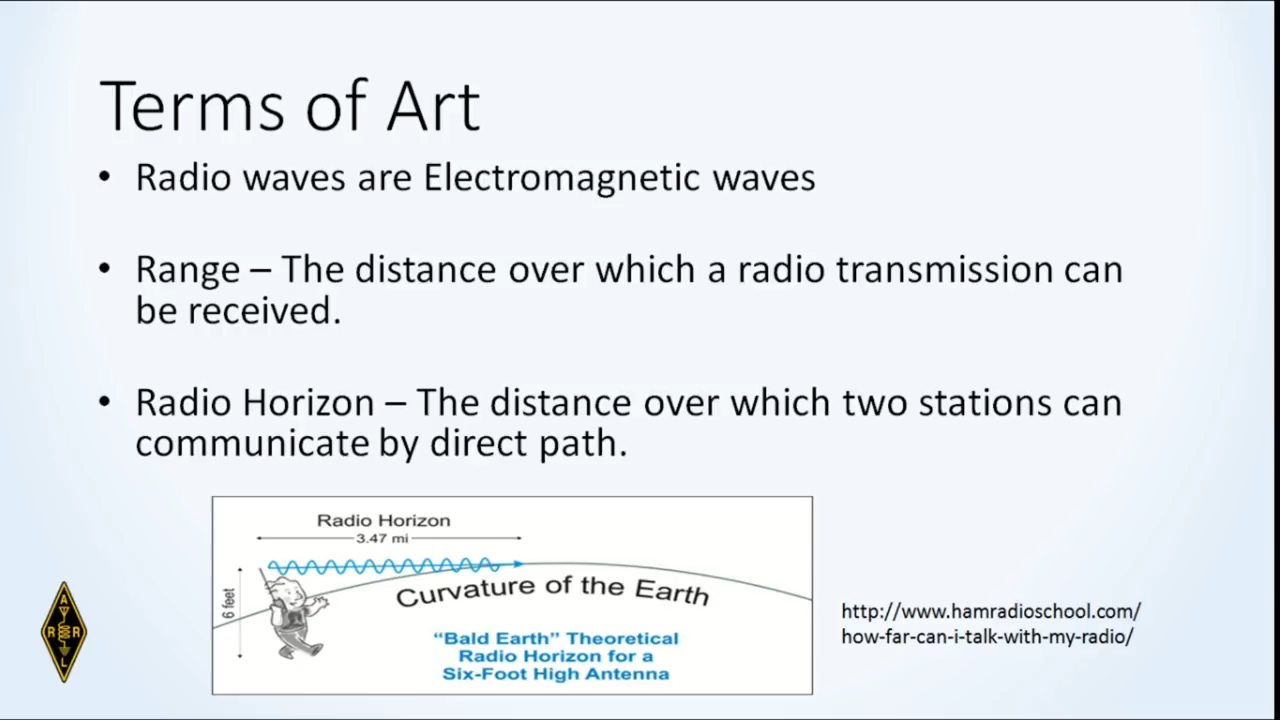 Terms of Art
• Radio waves are Electromagnetic waves
• Range – The distance over which a radio transmission can
be received.
• Radio Horizon – The distance over which two stations can
communicate by direct path.
Radio Horizon
3.47 mi
6 feet
Curvature of the Earth
“Bald Earth” Theoretical
Radio Horizon for a
Six-Foot High Antenna
http://www.hamradioschool.com/
how-far-can-i-talk-with-my-radio/
A
R R
L